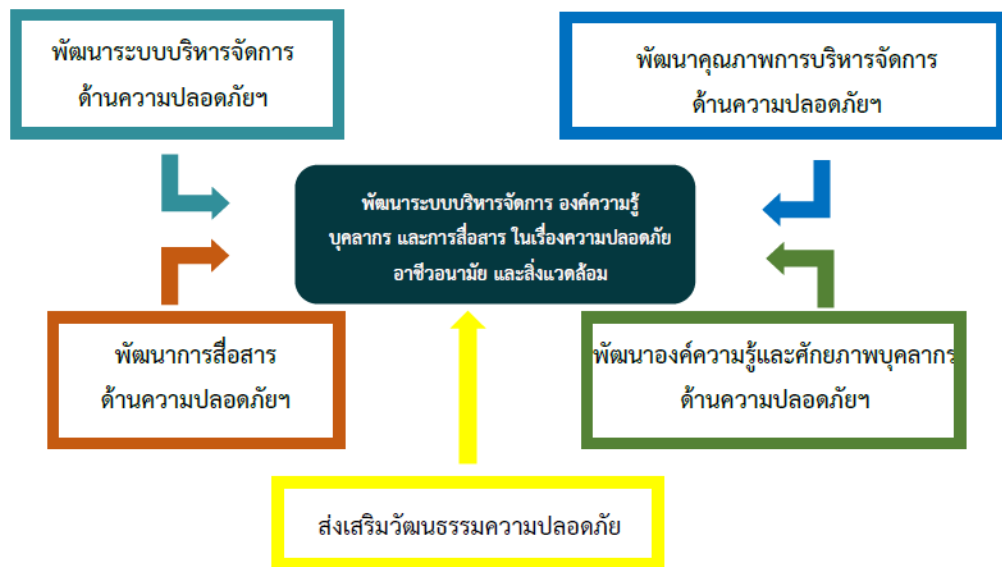 พัฒนาระบบบริหารจัดการ
ด้านความปลอดภัยฯ
พัฒนาคุณภาพการบริหารจัดการ
ด้านความปลอดภัยฯ
พัฒนาระบบบริหารจัดการ องค์ความรู้
บุคลากร และการสื่อสาร ในเรื่องความปลอดภัย
อาชีวอนามัย และสิ่งแวดล้อม
พัฒนาการสื่อสาร
ด้านความปลอดภัยฯ
พัฒนาองค์ความรู้และศักยภาพบุคลากร
ด้านความปลอดภัยฯ
ส่งเสริมวัฒนธรรมความปลอดภัย